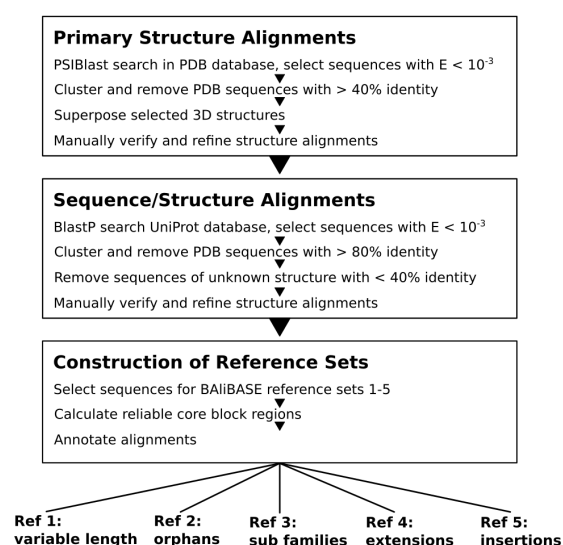 Primary Structure Alignments
PSIBlast search in PDB database, select sequences with E < 10⁻³
Cluster and remove PDB sequences with > 40% identity
Superpose selected 3D structures
Manually verify and refine structure alignments
Sequence/Structure Alignments
BlastP search UniProt database, select sequences with E < 10⁻³
Cluster and remove PDB sequences with > 80% identity
Remove sequences of unknown structure with < 40% identity
Manually verify and refine structure alignments
Construction of Reference Sets
Select sequences for BAliBASE reference sets 1-5
Calculate reliable core block regions
Annotate alignments
Ref 1:
variable length
Ref 2:
orphans
Ref 3:
sub families
Ref 4:
extensions
Ref 5:
insertions